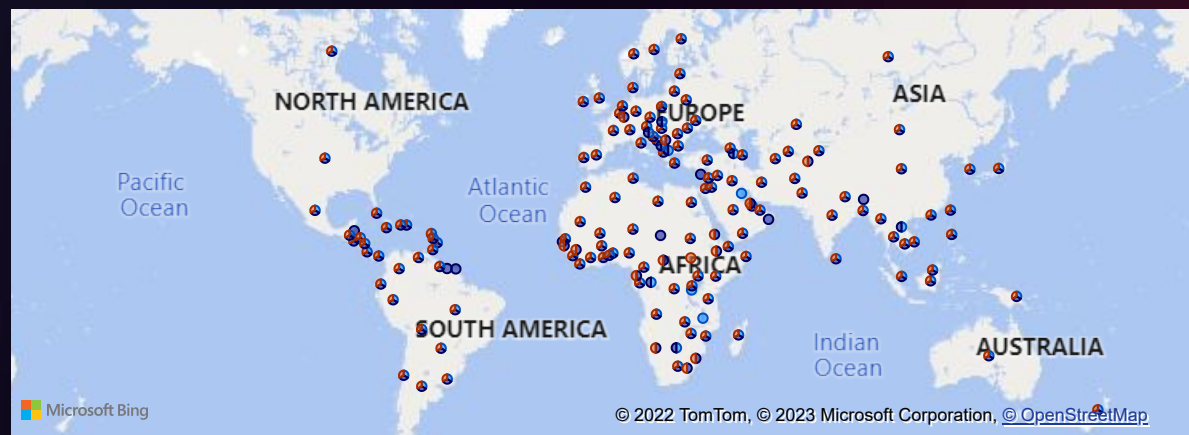 NORTH AMERICA
EUROPE
ASIA
Pacific
Ocean
Atlantic
Ocean
AFRICA
SOUTH AMERICA
Indian
Ocean
AUSTRALIA
Microsoft Bing
© 2022 TomTom, © 2023 Microsoft Corporation, © OpenStreetMap